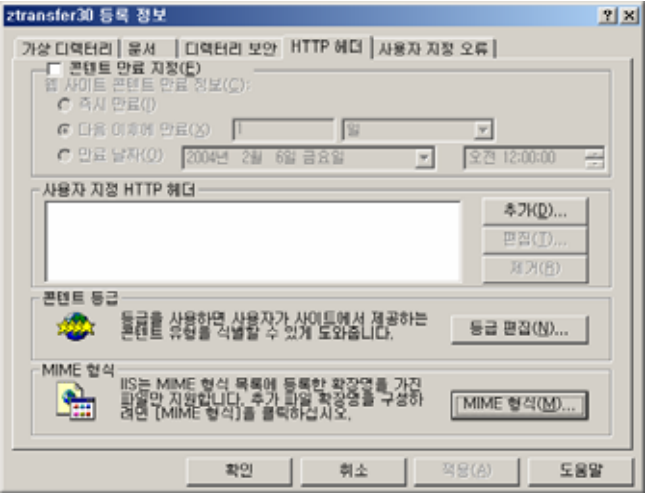 ztransfer30 등록 정보
가상 디렉터리 문서 디렉터리 보안 HTTP 헤더 사용자 지정 오류
콘텐트 만료 지정(E)
웹 사이트 콘텐트 만료 정보(C):
즉시 만료(I)
다음 이후에 만료(X) 1 일
만료 날자(O) 2004년 2월 6일 금요일 오전 12:00:00
사용자 지정 HTTP 헤더
추가(D)...
편집(T)...
제거(R)
콘텐트 등급
등급을 사용하면 사용자가 사이트에서 제공하는
콘텐트 유형를 식별할 수 있게 도와줍니다.
등급 편집(N)...
MIME 형식
IIS는 MIME 형식 목록에 등록한 확장명을 가진
파일만 지원합니다. 추가 파일 확장명을 구성하
려면 [MIME 형식]을 클릭하십시오.
MIME 형식(M)...
확인 취소 적용(A) 도움말